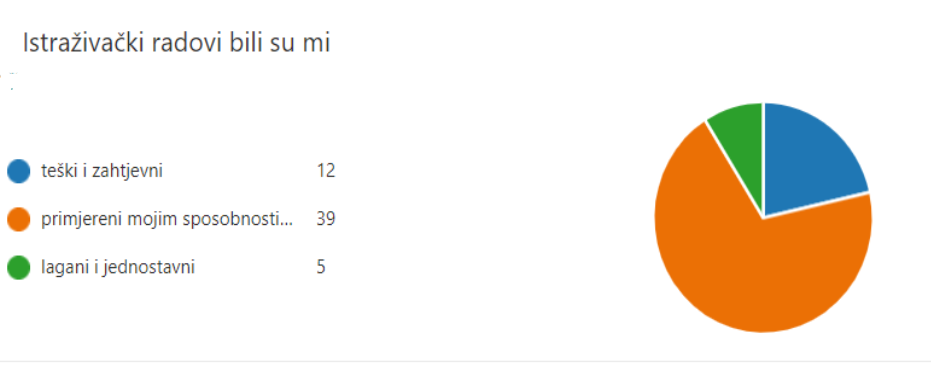 Istraživački radovi bili su mi
teški i zahtjevni 12
primjereni mojim sposobnosti... 39
lagani i jednostavni 5